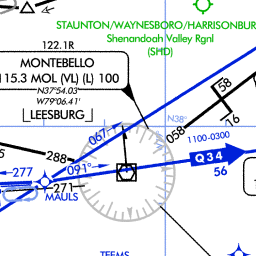 STAUNTON/WAYNESBORO/HARRISONBUR
Shenandoah Valley Rgnl
(SHD)
122.1R
MONTEBELLO
115.3 MOL (VL) (L) 100
N37°54.03
W79°06.41'
LEESBURG
58
16
N38°
067
058
1100-0300
288
091°
Q34
277
56
271
MAULS
TEEMS